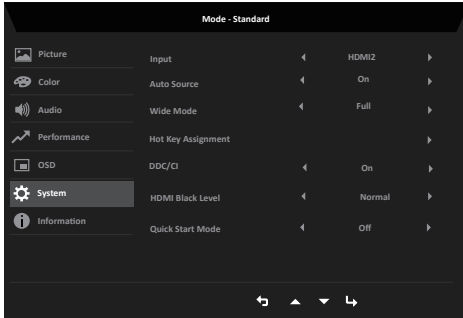 Mode - Standard
Picture
Color
Audio
Performance
OSD
System
Information
Input HDMI2
Auto Source On
Wide Mode Full
Hot Key Assignment
DDC/CI On
HDMI Black Level Normal
Quick Start Mode Off